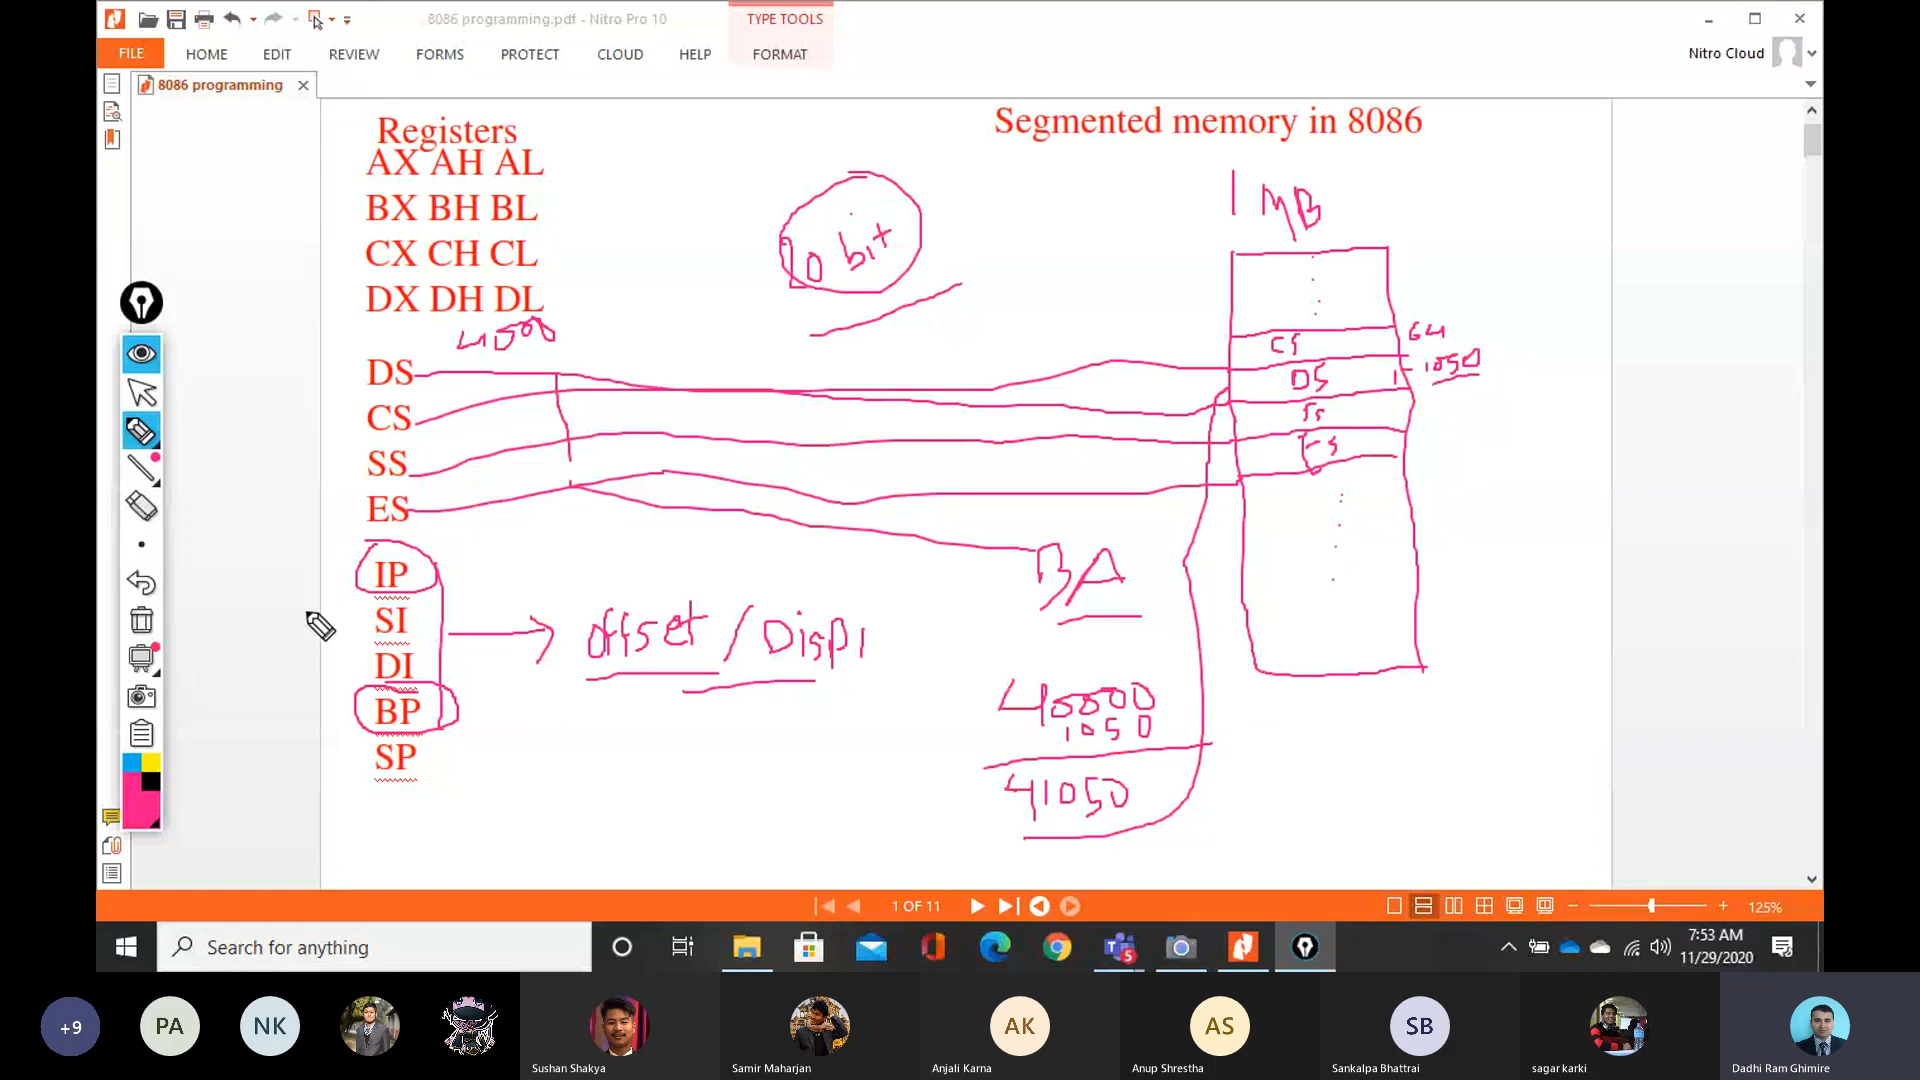 8086 programming.pdf - Nitro Pro 10
TYPE TOOLS
FILE HOME EDIT REVIEW FORMS PROTECT CLOUD HELP FORMAT
Nitro Cloud
8086 programming
Registers
AX AH AL
BX BH BL
CX CH CL
DX DH DL
4000
DS
CS
SS
ES
IP
SI
DI
BP
SP
Segmented memory in 8086
20 bit
1 MB
CS
64
DS
1050
SS
ES
BA
offset / Displ
40000
1050
41050
1 OF 11
125%
Search for anything
5
7:53 AM
11/29/2020
+9
PA
NK
AK
AS
SB
Sushan Shakya
Samir Maharjan
Anjali Karna
Anup Shrestha
Sankalpa Bhattrai
sagar karki
Dadhi Ram Ghimire